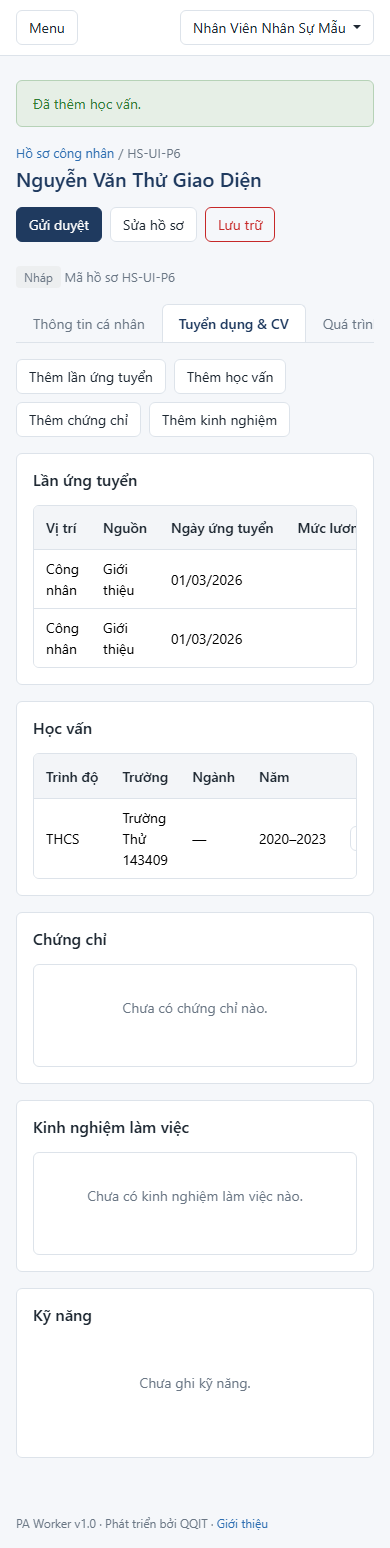 Menu
Nhân Viên Nhân Sự Mẫu
Đã thêm học vấn.
Hồ sơ công nhân / HS-UI-P6
Nguyễn Văn Thử Giao Diện
Gửi duyệt
Sửa hồ sơ
Lưu trữ
Nháp Mã hồ sơ HS-UI-P6
Thông tin cá nhân
Tuyển dụng & CV
Quá trìn
Thêm lần ứng tuyển
Thêm học vấn
Thêm chứng chỉ
Thêm kinh nghiệm
Lần ứng tuyển
Vị trí Nguồn Ngày ứng tuyển Mức lươn
Công nhân Giới thiệu 01/03/2026
Công nhân Giới thiệu 01/03/2026
Học vấn
Trình độ Trường Ngành Năm
THCS Trường Thử 143409 — 2020–2023
Chứng chỉ
Chưa có chứng chỉ nào.
Kinh nghiệm làm việc
Chưa có kinh nghiệm làm việc nào.
Kỹ năng
Chưa ghi kỹ năng.
PA Worker v1.0 · Phát triển bởi QQIT · Giới thiệu